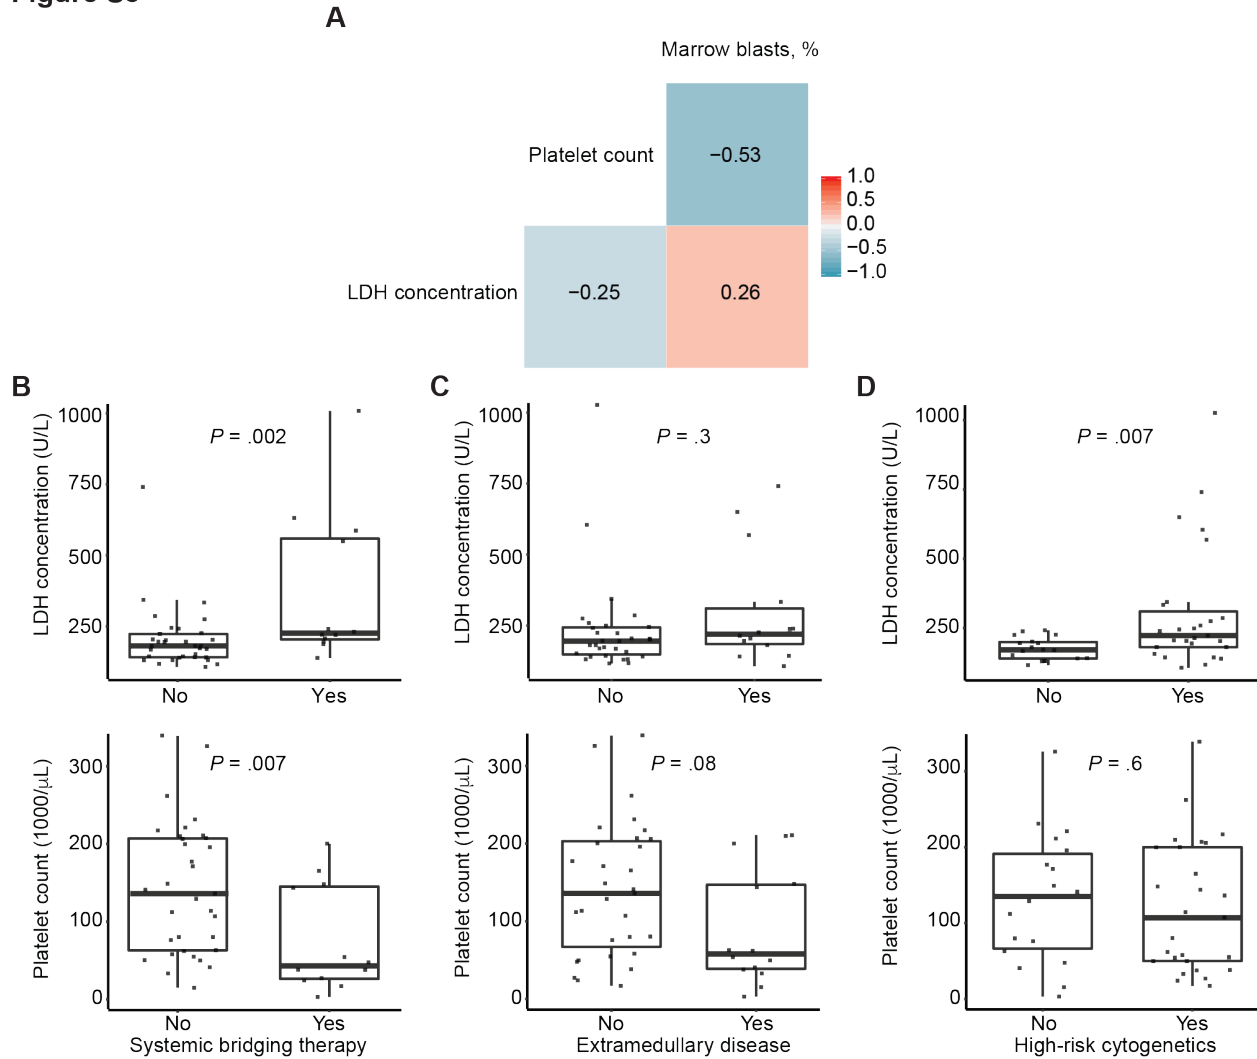 A
Marrow blasts, %
Platelet count
−0.53
1.0
0.5
0.0
−0.5
−1.0
LDH concentration
−0.25
0.26
B
LDH concentration (U/L)
1000
750
500
250
P = .002
No
Yes
C
LDH concentration (U/L)
1000
750
500
250
P = .3
No
Yes
D
LDH concentration (U/L)
1000
750
500
250
P = .007
No
Yes
Platelet count (1000/μL)
300
200
100
0
P = .007
No
Yes
Systemic bridging therapy
Platelet count (1000/μL)
300
200
100
0
P = .08
No
Yes
Extramedullary disease
Platelet count (1000/μL)
300
200
100
0
P = .6
No
Yes
High-risk cytogenetics